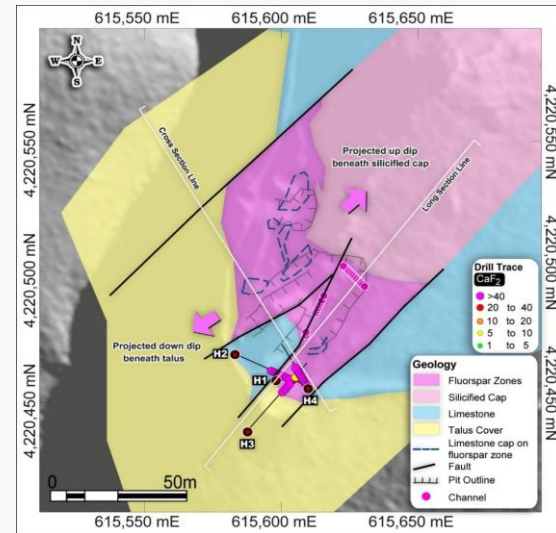 615,550 mE
615,600 mE
615,650 mE
N
W
E
S
4,220,550 mN
4,220,500 mN
4,220,450 mN
4,220,550 mN
4,220,500 mN
4,220,450 mN
Cross Section Line
Projected up dip
beneath silicified cap
Long Section Line
Projected down dip
beneath talus
H2
H1
H4
H3
Drill Trace
CaF2
>40
20 to 40
10 to 20
5 to 10
1 to 5
Geology
Fluorspar Zones
Silicified Cap
Limestone
Talus Cover
Limestone cap on
fluorspar zone
Fault
Pit Outline
Channel
0
50m
615,550 mE
615,600 mE
615,650 mE